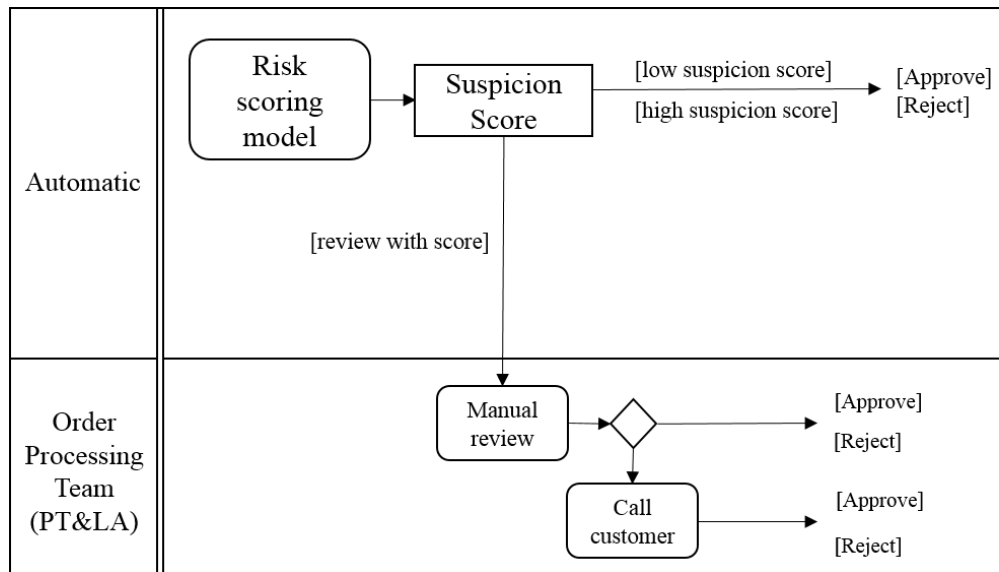 Automatic
Risk
scoring
model
Suspicion
Score
[low suspicion score]
[high suspicion score]
[Approve]
[Reject]
[review with score]
Order
Processing
Team
(PT&LA)
Manual
review
[Approve]
[Reject]
Call
customer
[Approve]
[Reject]